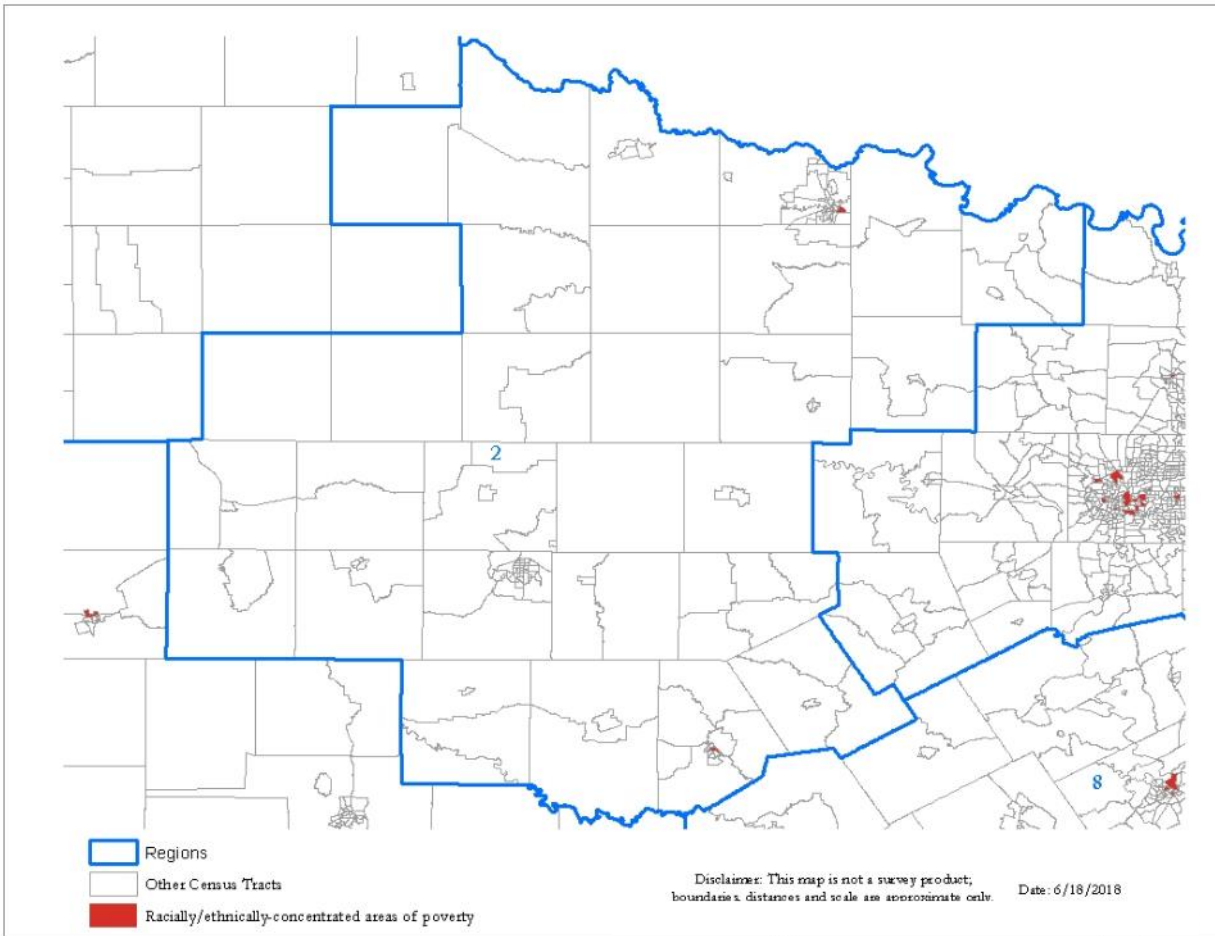 2
8
Regions
Other Census Tracts
Racially/ethnically-concentrated areas of poverty
Disclaimer: This map is not a survey product;
boundaries, distances and scale are approximate only.
Date: 6/18/2018